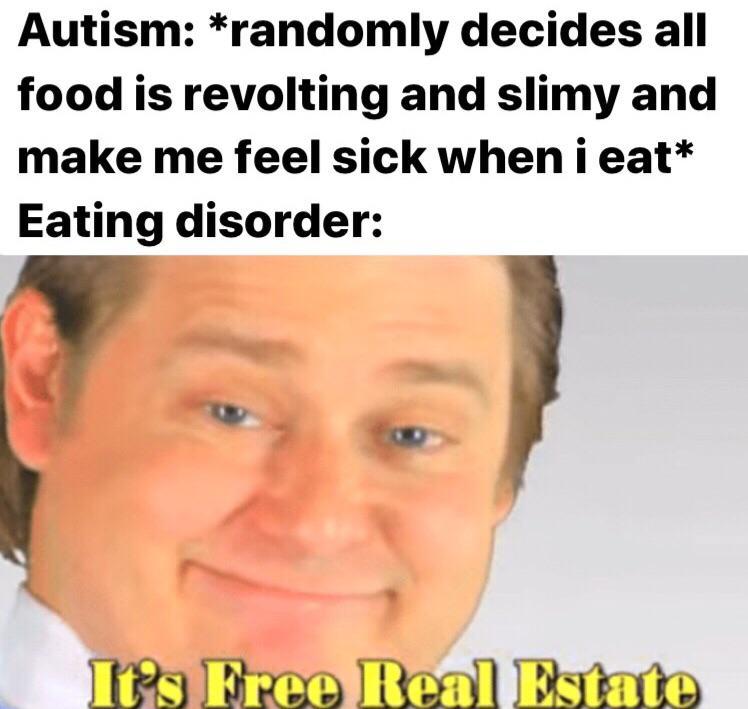 Autism: *randomly decides all
food is revolting and slimy and
make me feel sick when i eat*
Eating disorder:
It's Free Real Estate